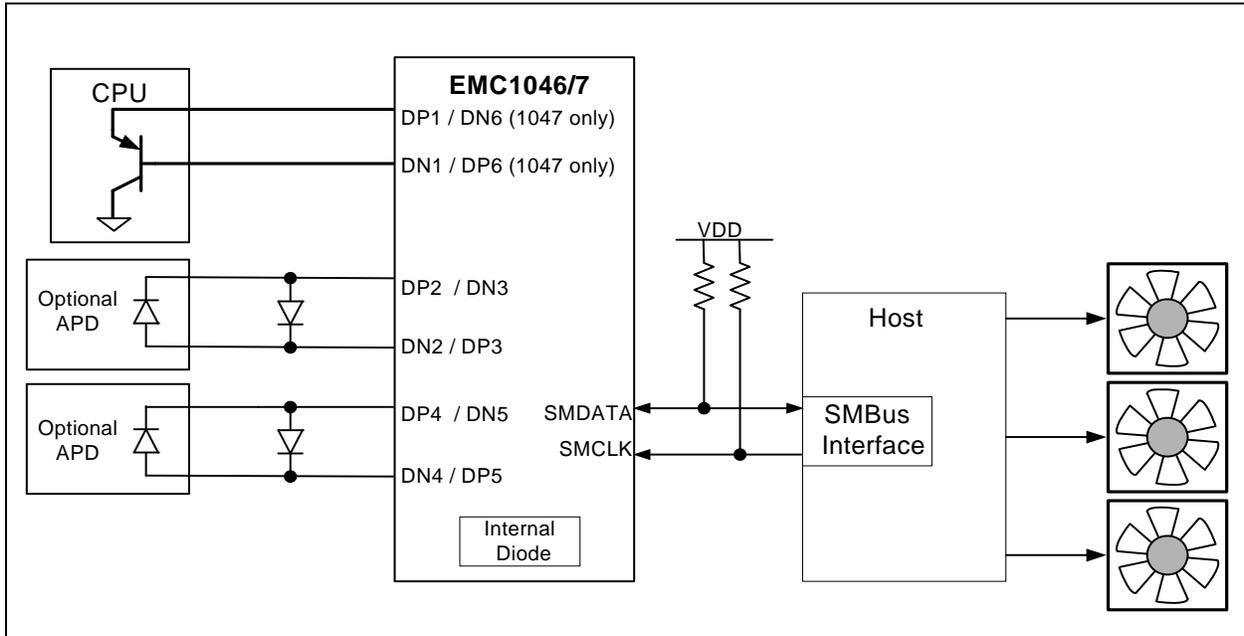 CPU
EMC1046/7
DP1 / DN6 (1047 only)
DN1 / DP6 (1047 only)
Optional
APD
DP2 / DN3
DN2 / DP3
Optional
APD
DP4 / DN5
DN4 / DP5
SMDATA
SMCLK
Internal
Diode
VDD
Host
SMBus
Interface